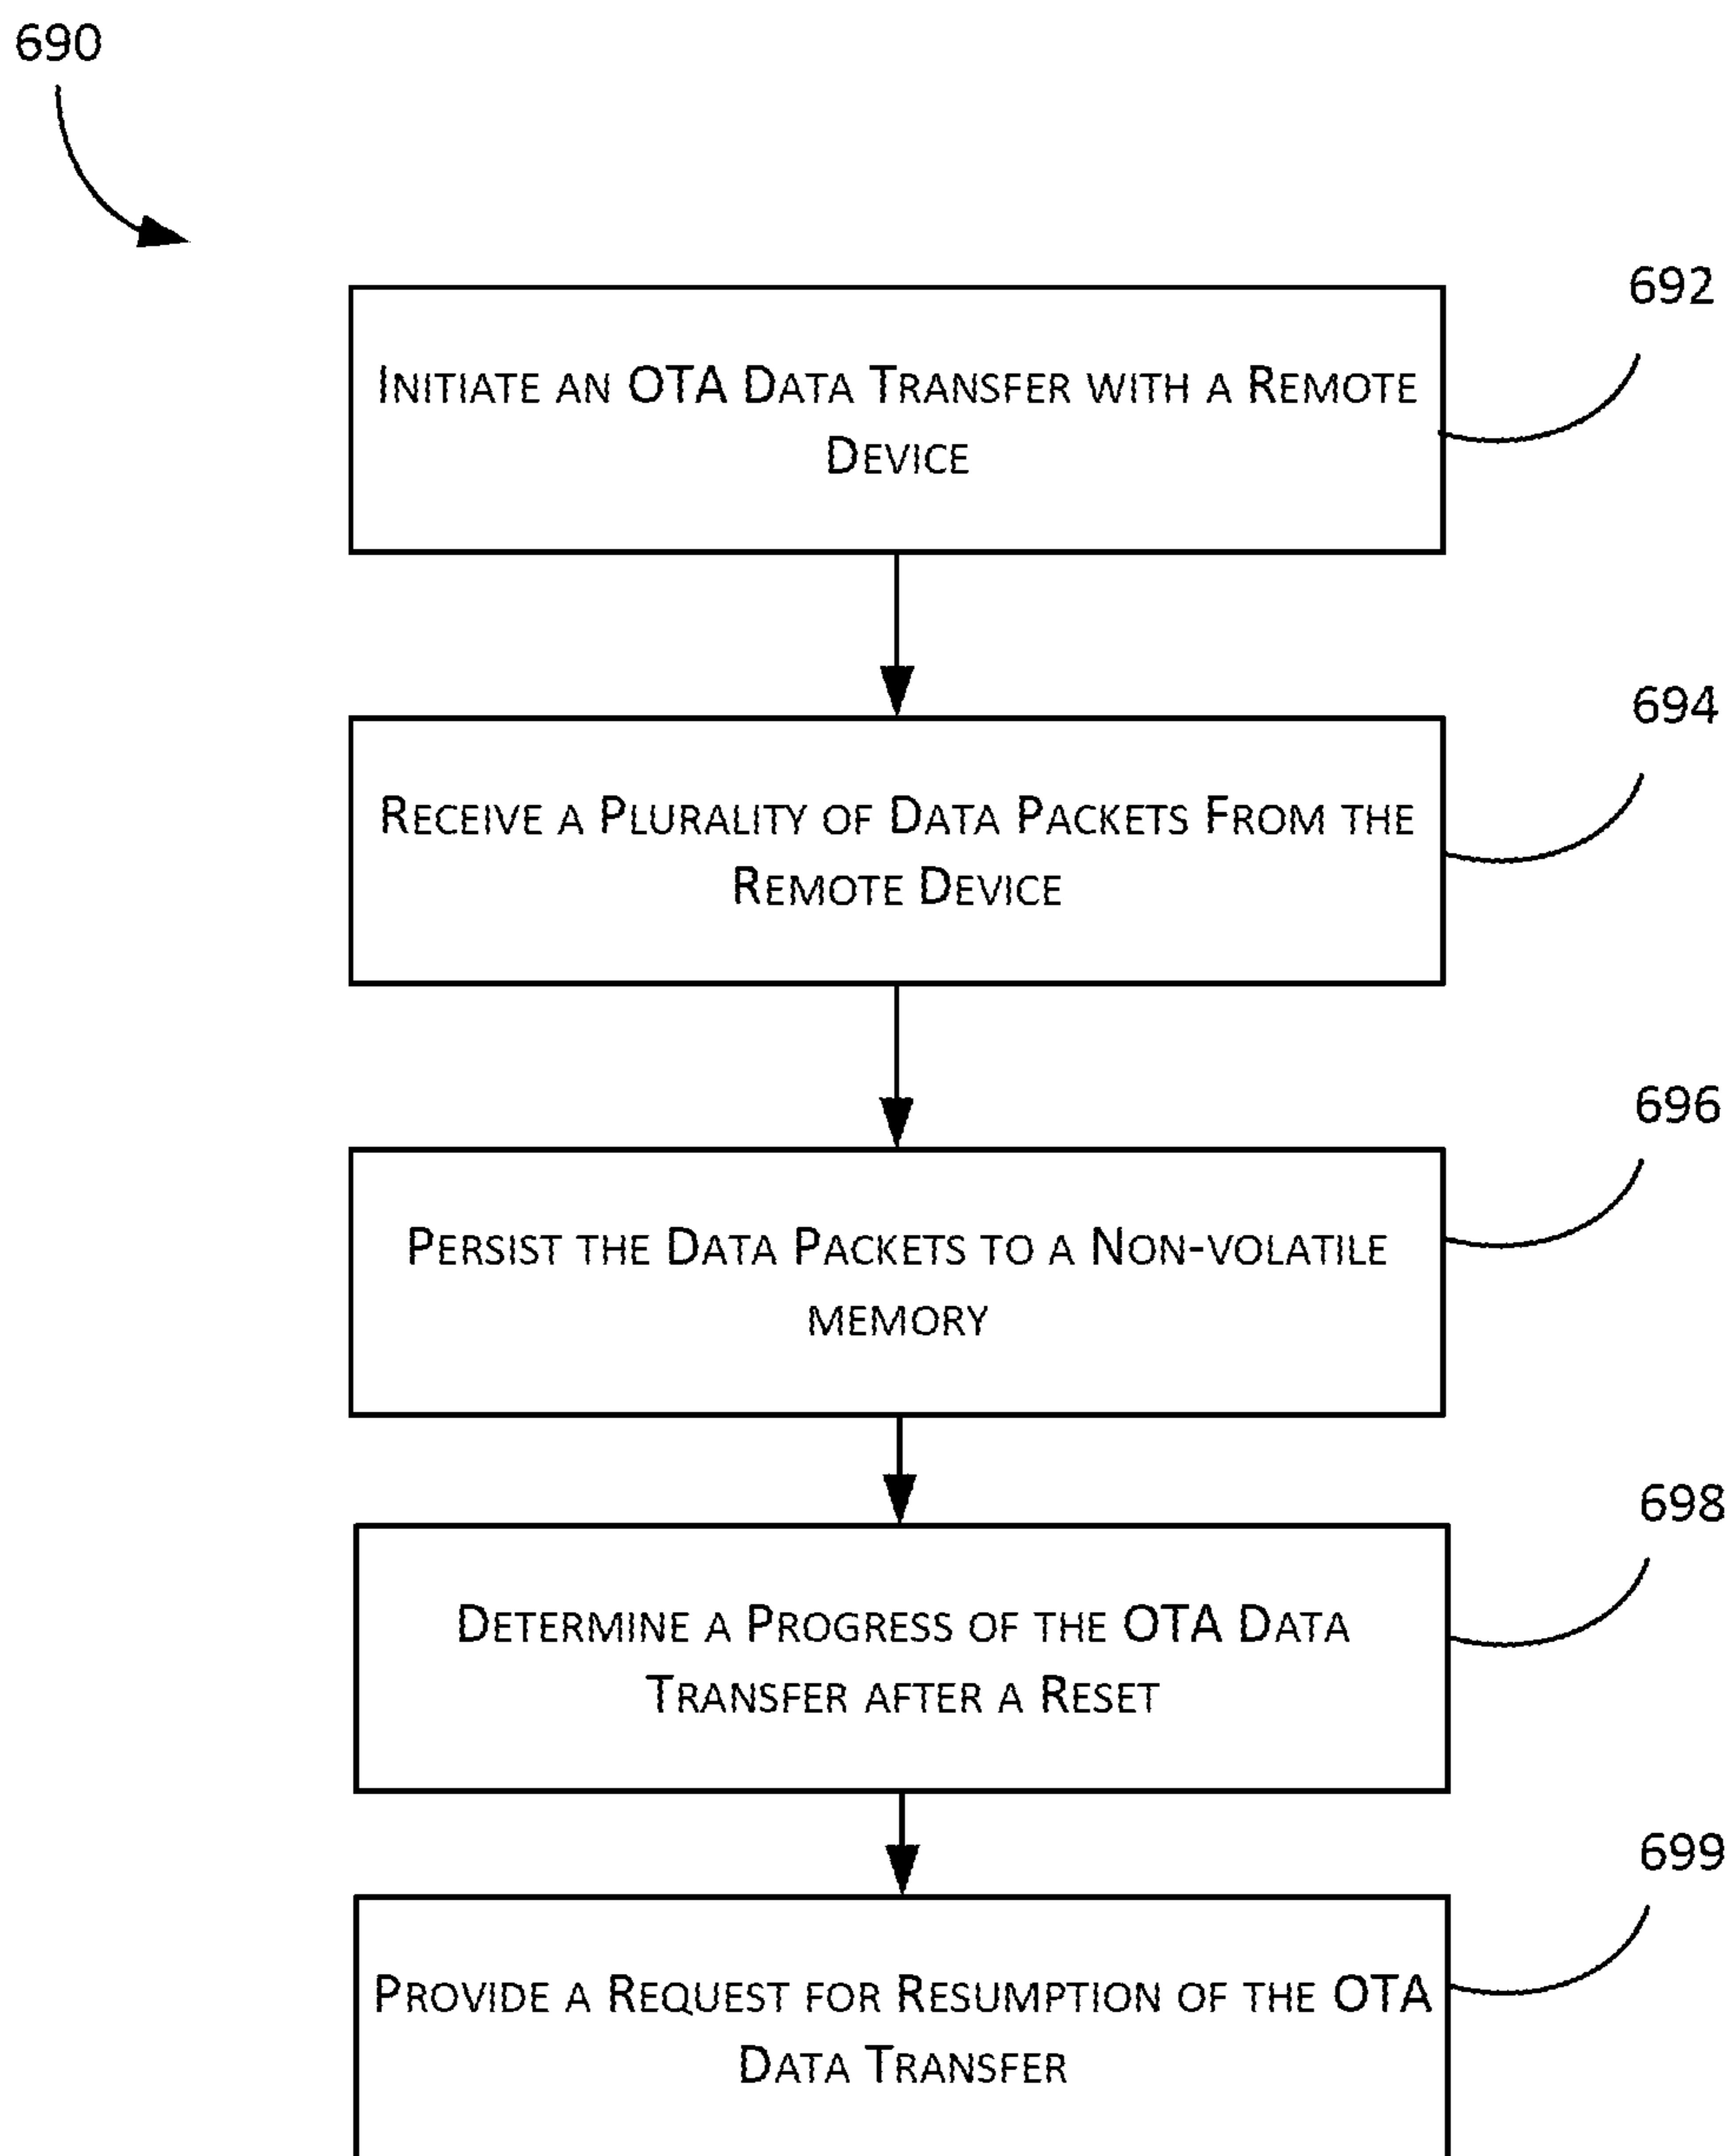 690
692
INITIATE AN OTA DATA TRANSFER WITH A REMOTE
DEVICE
694
RECEIVE A PLURALITY OF DATA PACKETS FROM THE
REMOTE DEVICE
696
PERSIST THE DATA PACKETS TO A NON-VOLATILE
MEMORY
698
DETERMINE A PROGRESS OF THE OTA DATA
TRANSFER AFTER A RESET
699
PROVIDE A REQUEST FOR RESUMPTION OF THE OTA
DATA TRANSFER